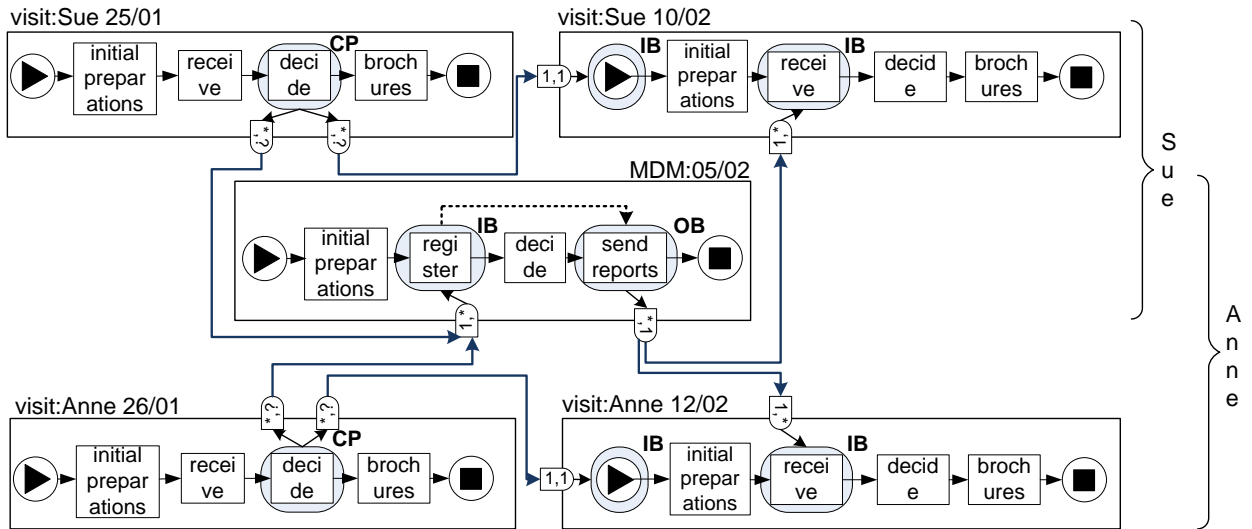 visit:Sue 25/01
initial
prepar
ations
recei
ve
CP
deci
de
broch
ures
?,*
?,*
visit:Sue 10/02
1,1
IB
initial
prepar
ations
IB
recei
ve
decid
e
broch
ures
1,*
S
u
e
MDM:05/02
initial
prepar
ations
IB
regi
ster
deci
de
OB
send
reports
1,*
*,1
A
n
n
e
visit:Anne 26/01
*,?
*,?
initial
prepar
ations
recei
ve
CP
deci
de
broch
ures
visit:Anne 12/02
1,*
1,1
IB
initial
prepar
ations
IB
recei
ve
decid
e
broch
ures